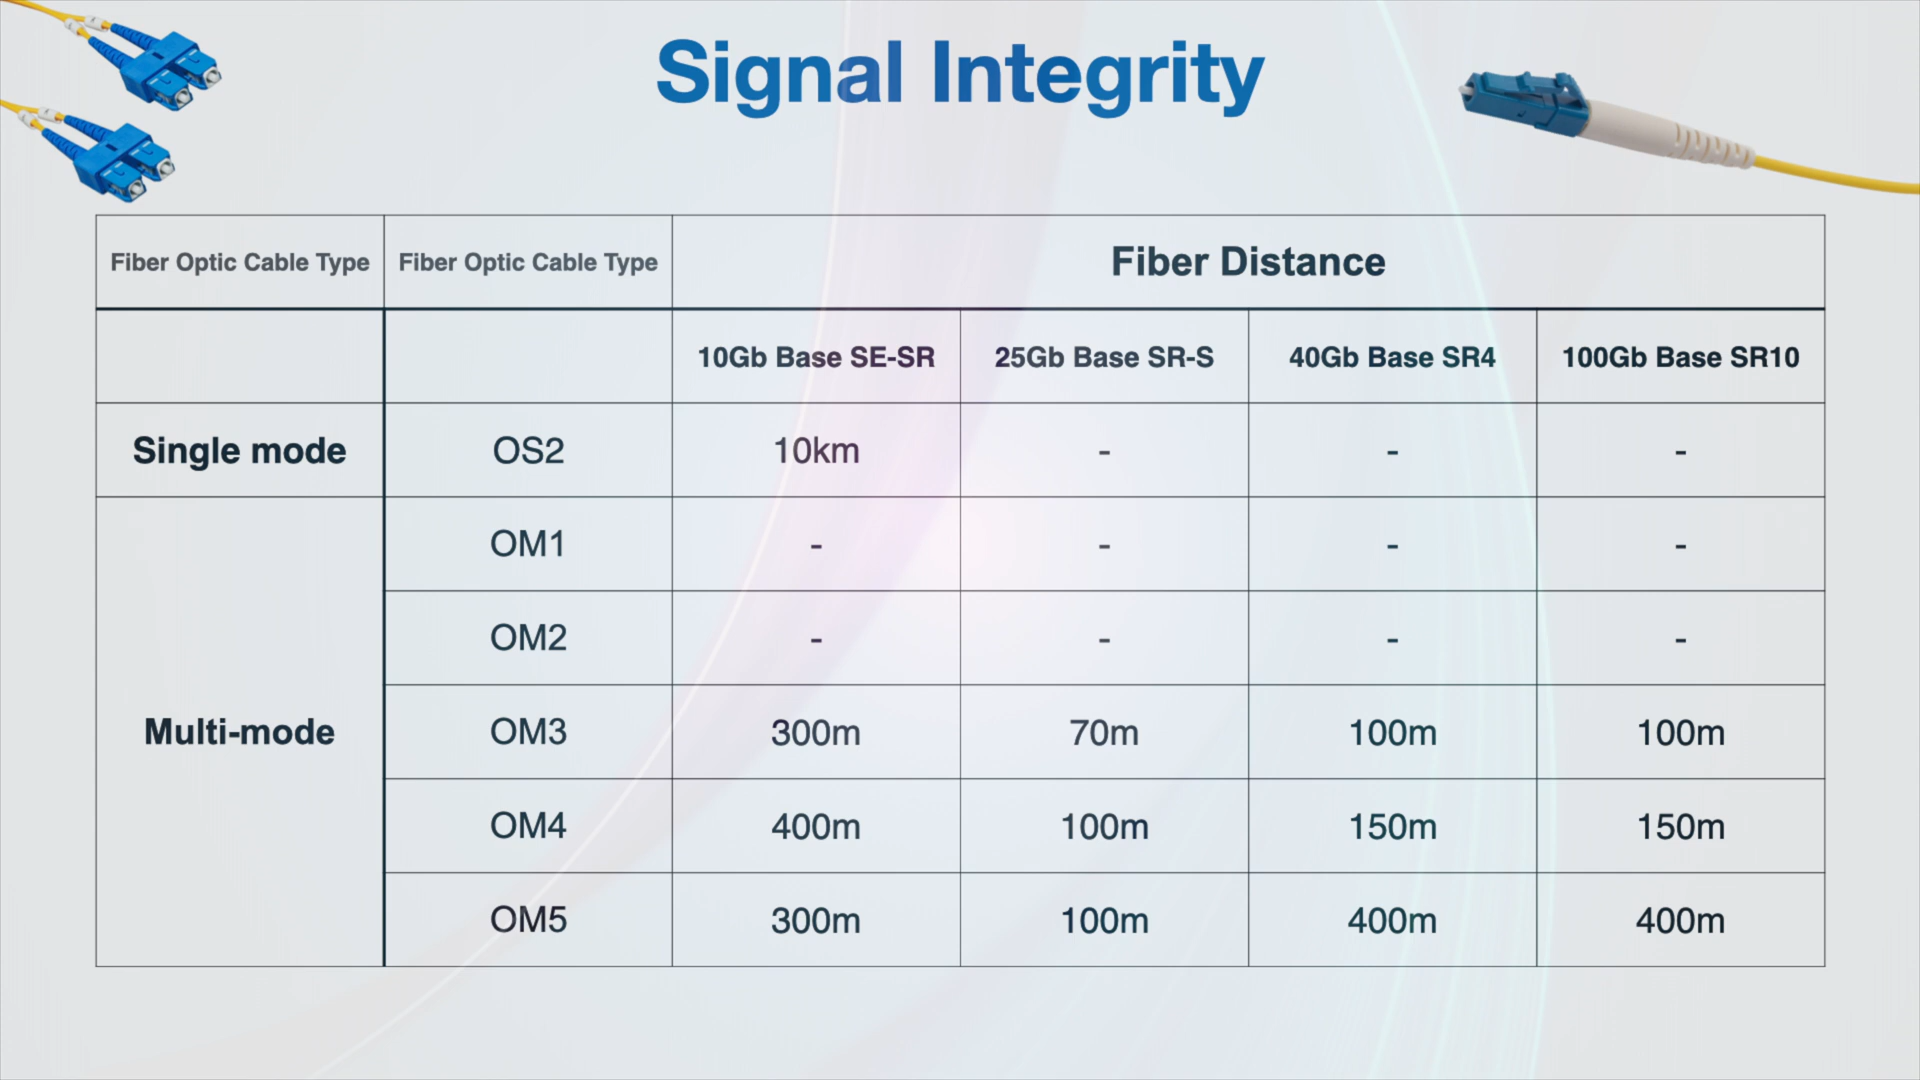 Signal Integrity
Fiber Optic Cable Type Fiber Optic Cable Type Fiber Distance
10Gb Base SE-SR 25Gb Base SR-S 40Gb Base SR4 100Gb Base SR10
Single mode OS2 10km - - -
OM1 - - - -
OM2 - - - -
Multi-mode OM3 300m 70m 100m 100m
OM4 400m 100m 150m 150m
OM5 300m 100m 400m 400m